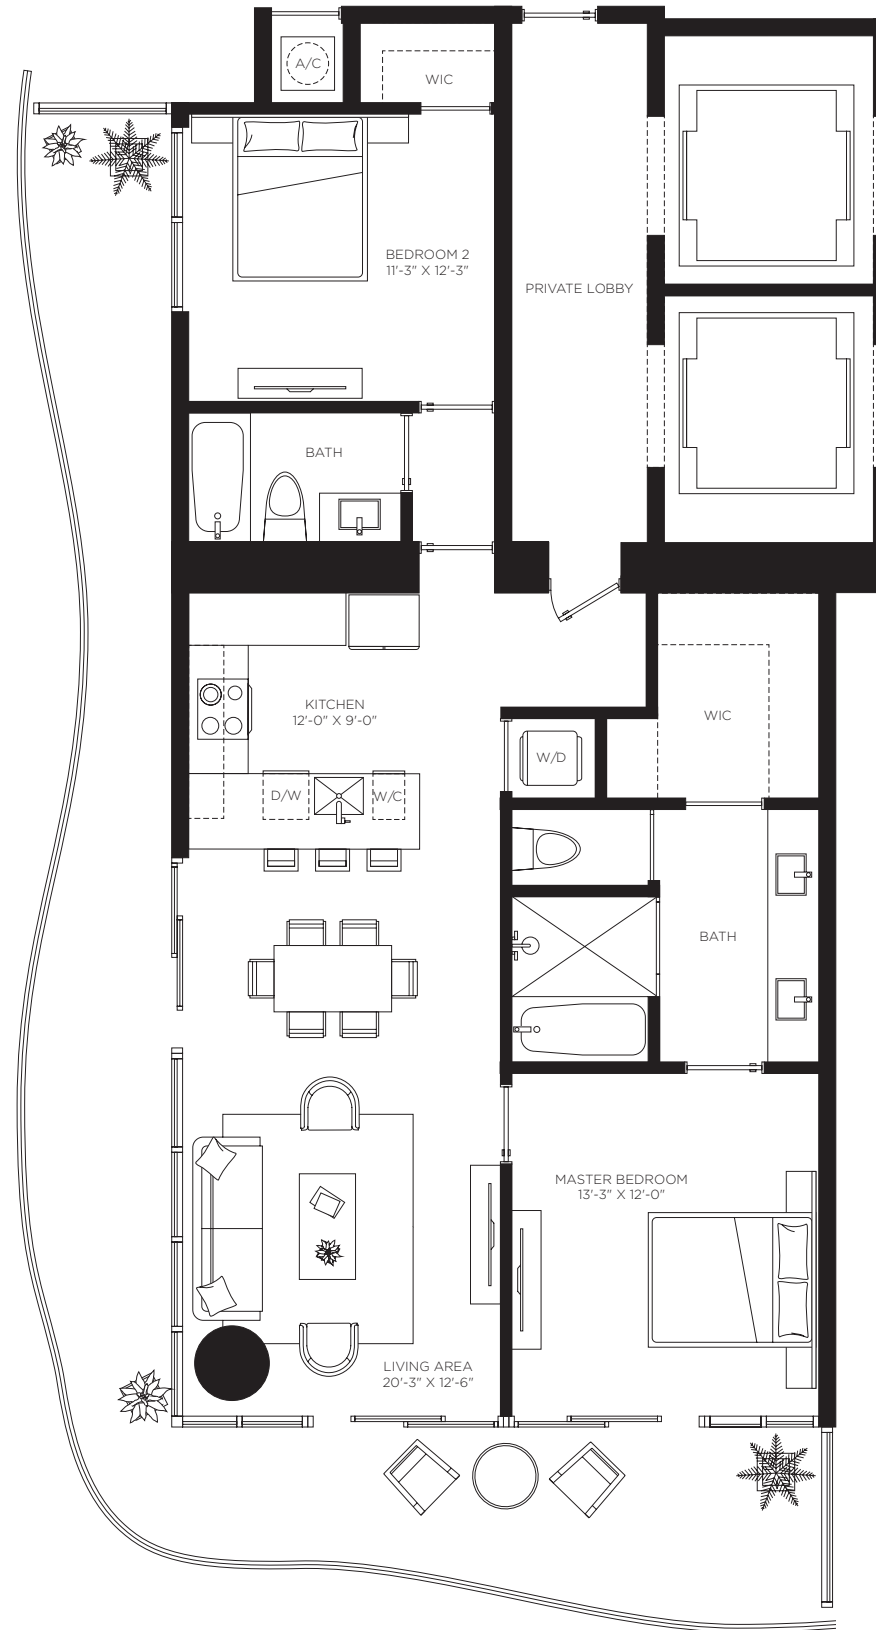 A/C
WIC
BEDROOM 2
11'-3" X 12'-3"
PRIVATE LOBBY
BATH
KITCHEN
12'-0" X 9'-0"
WIC
W/D
D/W
W/C
BATH
MASTER BEDROOM
13'-3" X 12'-0"
LIVING AREA
20'-3" X 12'-6"